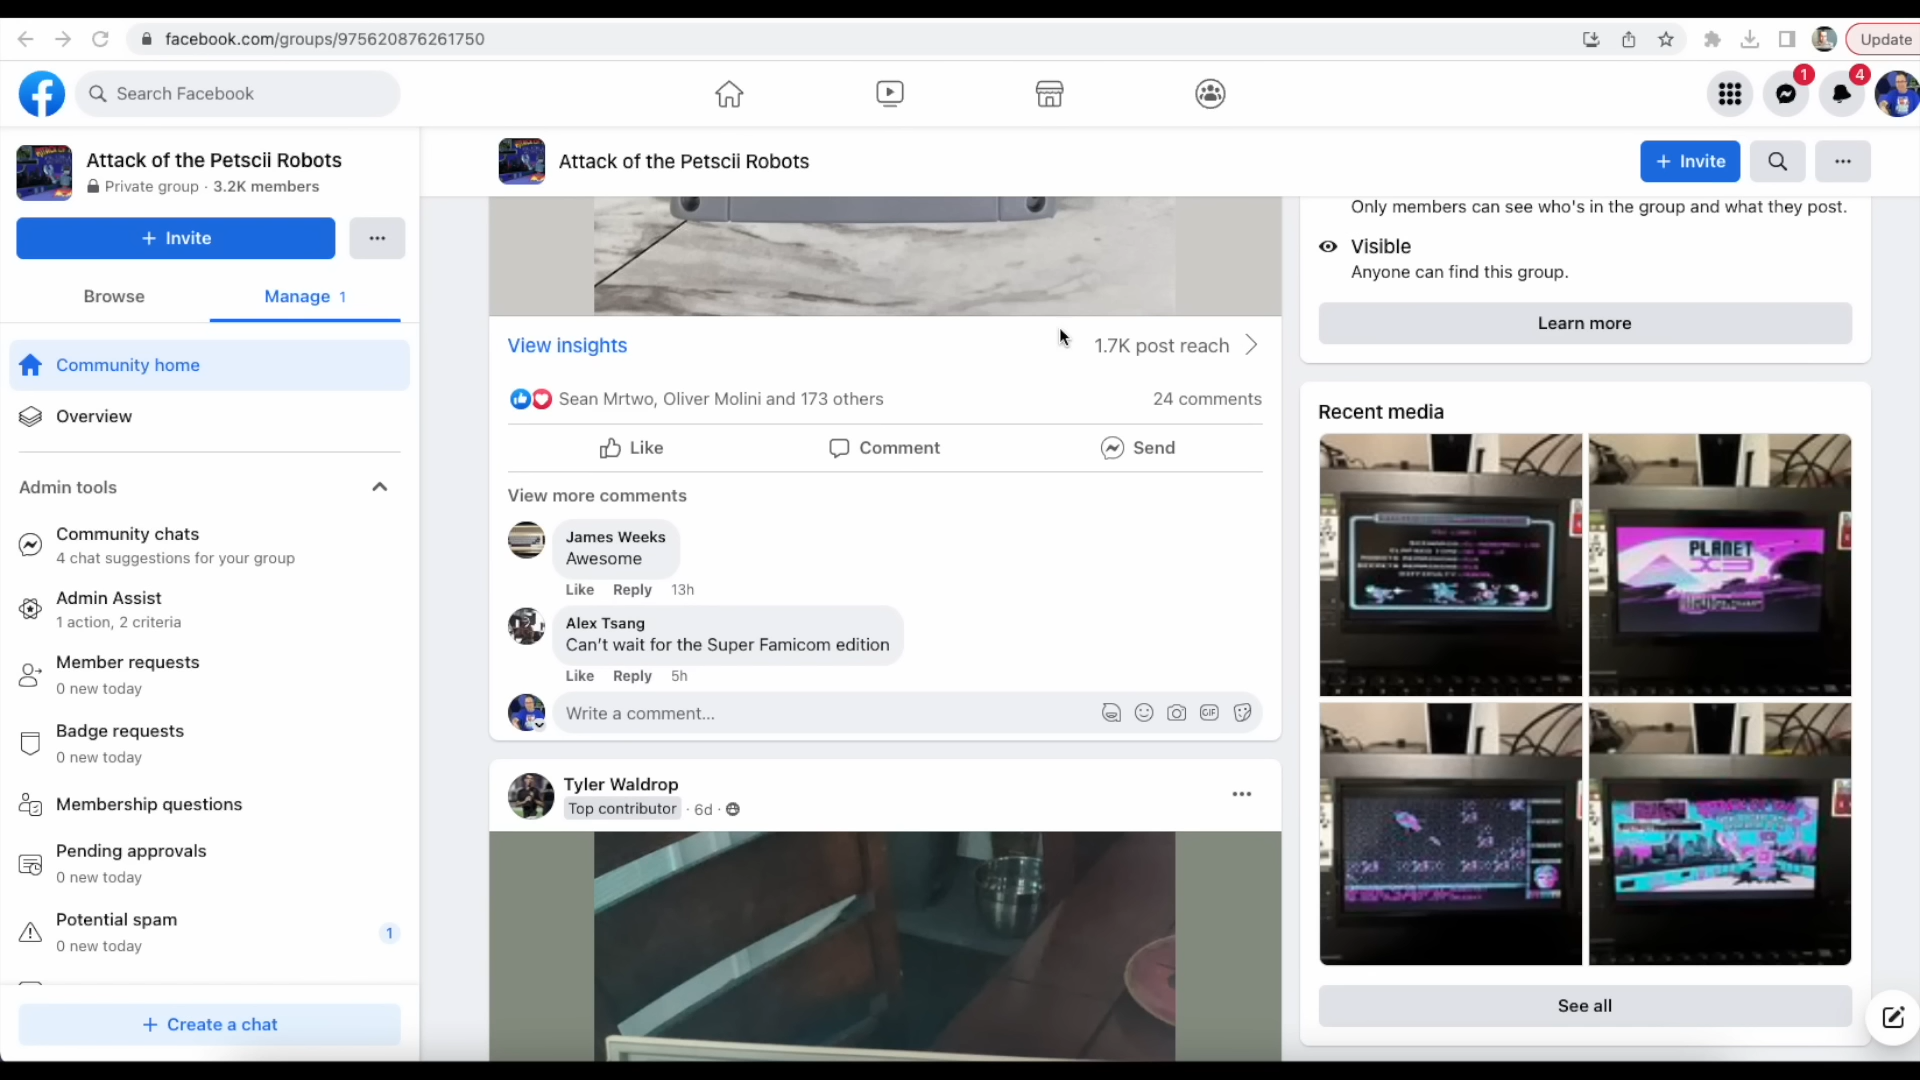 facebook.com/groups/975620876261750
Update
Search Facebook
1
4
Attack of the Petscii Robots
Private group · 3.2K members
+ Invite
Browse
Manage 1
Community home
Overview
Admin tools
Community chats
4 chat suggestions for your group
Admin Assist
1 action, 2 criteria
Member requests
0 new today
Badge requests
0 new today
Membership questions
Pending approvals
0 new today
Potential spam
0 new today
1
+ Create a chat
Attack of the Petscii Robots
+ Invite
View insights
1.7K post reach
Sean Mrtwo, Oliver Molini and 173 others
24 comments
Like
Comment
Send
View more comments
James Weeks
Awesome
Like Reply 13h
Alex Tsang
Can't wait for the Super Famicom edition
Like Reply 5h
Write a comment...
GIF
Tyler Waldrop
Top contributor · 6d ·
Only members can see who's in the group and what they post.
Visible
Anyone can find this group.
Learn more
Recent media
PLANET
X3
See all